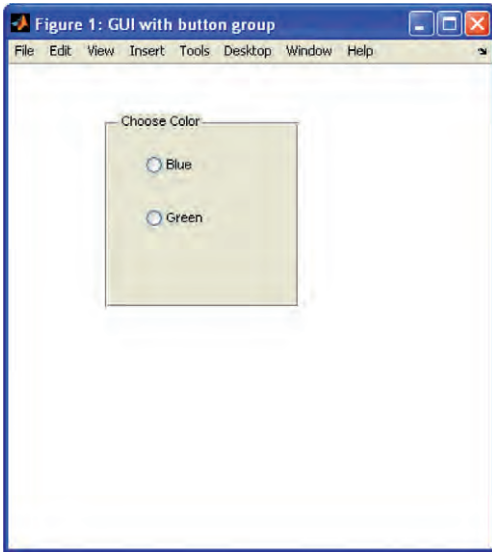 Figure 1: GUI with button group
File Edit View Insert Tools Desktop Window Help
Choose Color
Blue
Green